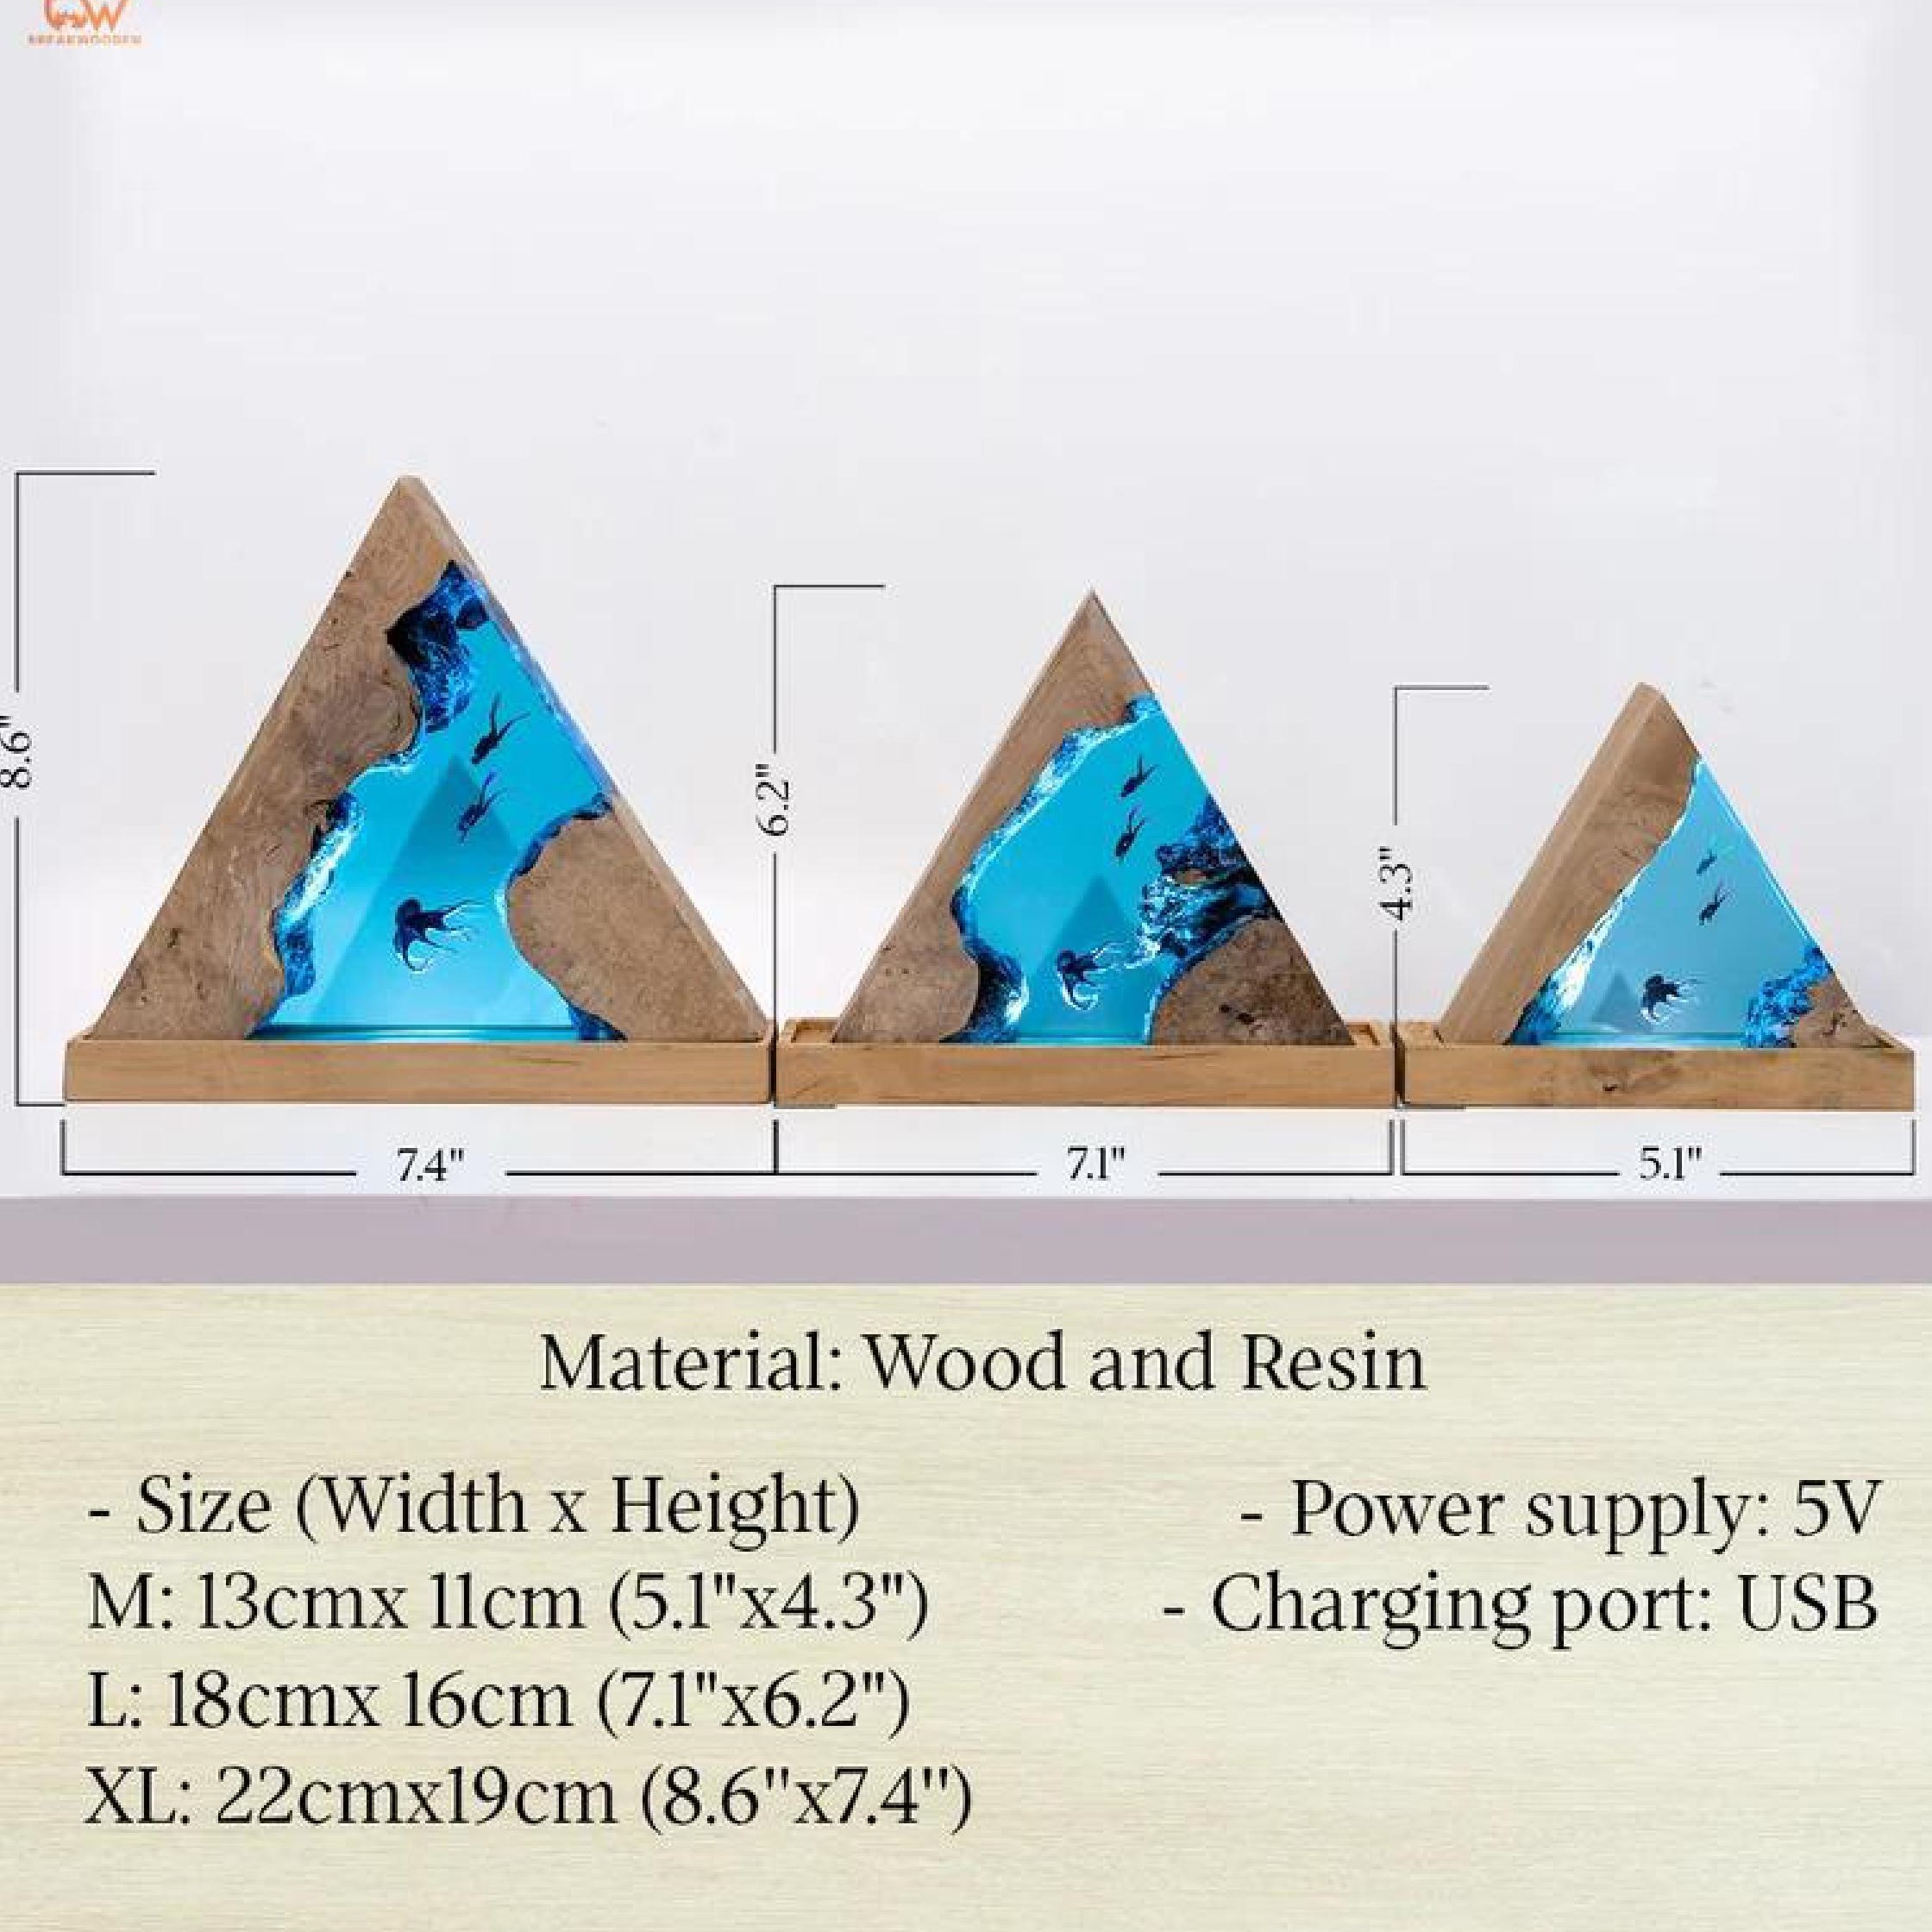 BREAKWOODEN
8.6"
6.2"
4.3"
7.4"
7.1"
5.1"
Material: Wood and Resin
- Size (Width x Height)
M: 13cmx 11cm (5.1"x4.3")
L: 18cmx 16cm (7.1"x6.2")
XL: 22cmx19cm (8.6"x7.4")
- Power supply: 5V
- Charging port: USB